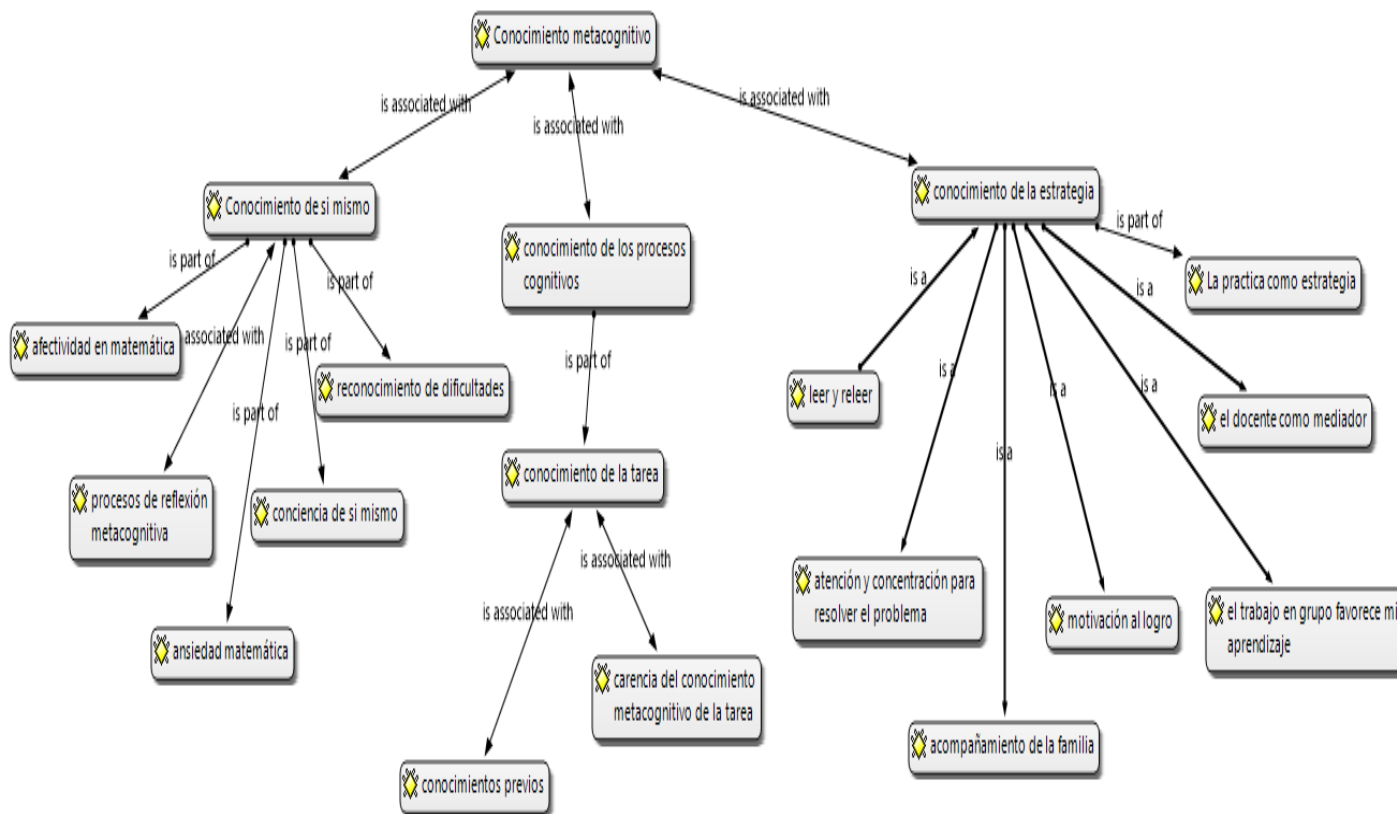 Conocimiento metacognitivo
is associated with
is associated with
is associated with
Conocimiento de si mismo
conocimiento de los procesos
cognitivos
conocimiento de la estrategia
is part of
is part of
associated with
is part of
is part of
is part of
is part of
is a
is a
is a
is a
is a
is a
La practica como estrategia
afectividad en matemática
reconocimiento de dificultades
leer y releer
el docente como mediador
procesos de reflexión
metacognitiva
conciencia de si mismo
conocimiento de la tarea
is associated with
is associated with
atención y concentración para
resolver el problema
motivación al logro
el trabajo en grupo favorece mi
aprendizaje
ansiedad matemática
carencia del conocimiento
metacognitivo de la tarea
acompañamiento de la familia
conocimientos previos